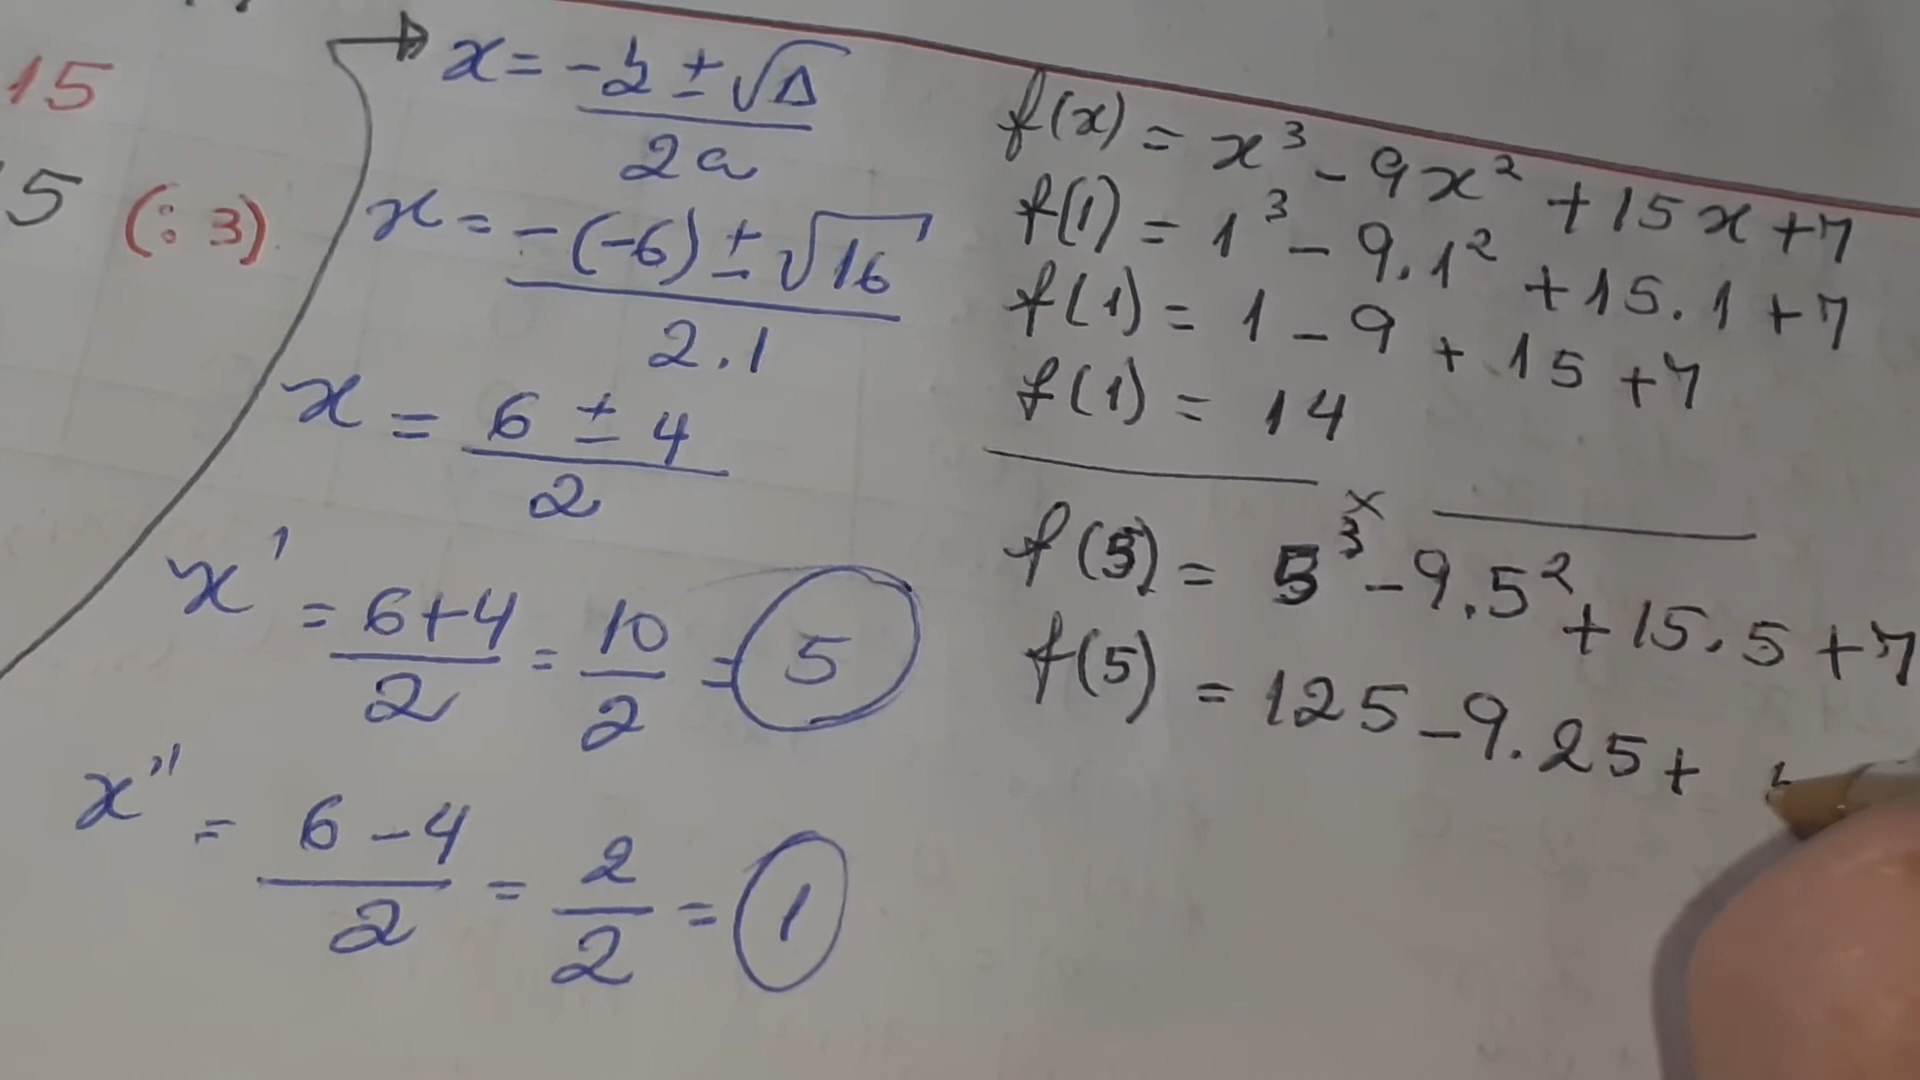 15
5 (:3)
x = -b ± √Δ / 2a
x = -(-6) ± √16 / 2.1
x = 6 ± 4 / 2
x' = 6+4 / 2 = 10 / 2 = 5
x'' = 6-4 / 2 = 2 / 2 = 1
f(x) = x³ - 9x² + 15x + 7
f(1) = 1³ - 9.1² + 15.1 + 7
f(1) = 1 - 9 + 15 + 7
f(1) = 14
x
f(5) = 5³ - 9.5² + 15.5 + 7
f(5) = 125 - 9.25 +